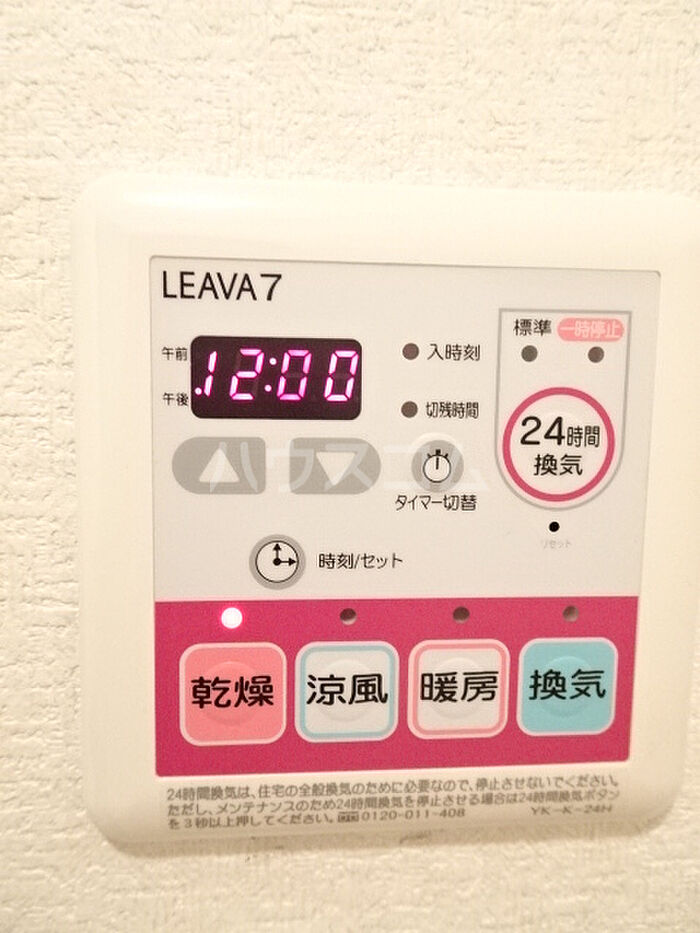 LEAVA7
午前
午後
12:00
入時刻
切残時間
タイマー切替
時刻/セット
標準
一時停止
24時間
換気
リセット
ハウスコム
乾燥
涼風
暖房
換気
24時間換気は、住宅の全般換気のために必要なので、停止させないでください。
ただし、メンテナンスのため24時間換気を停止させる場合は24時間換気ボタン
を3秒以上押してください。 0120-011-408
YK-K-24H